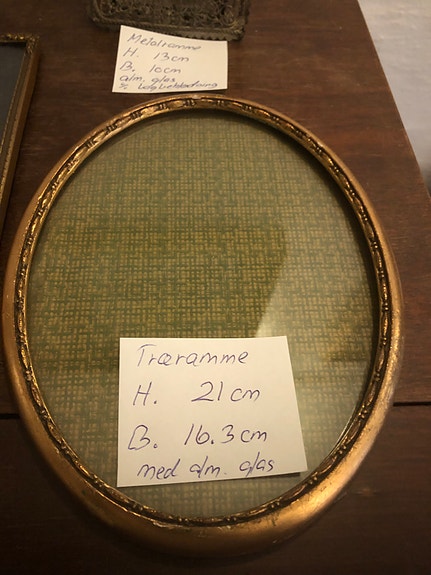 Metalramme
H. 13cm
B. 10cm
alm. glas
Træramme
H. 21cm
B. 16.3cm
med alm. glas